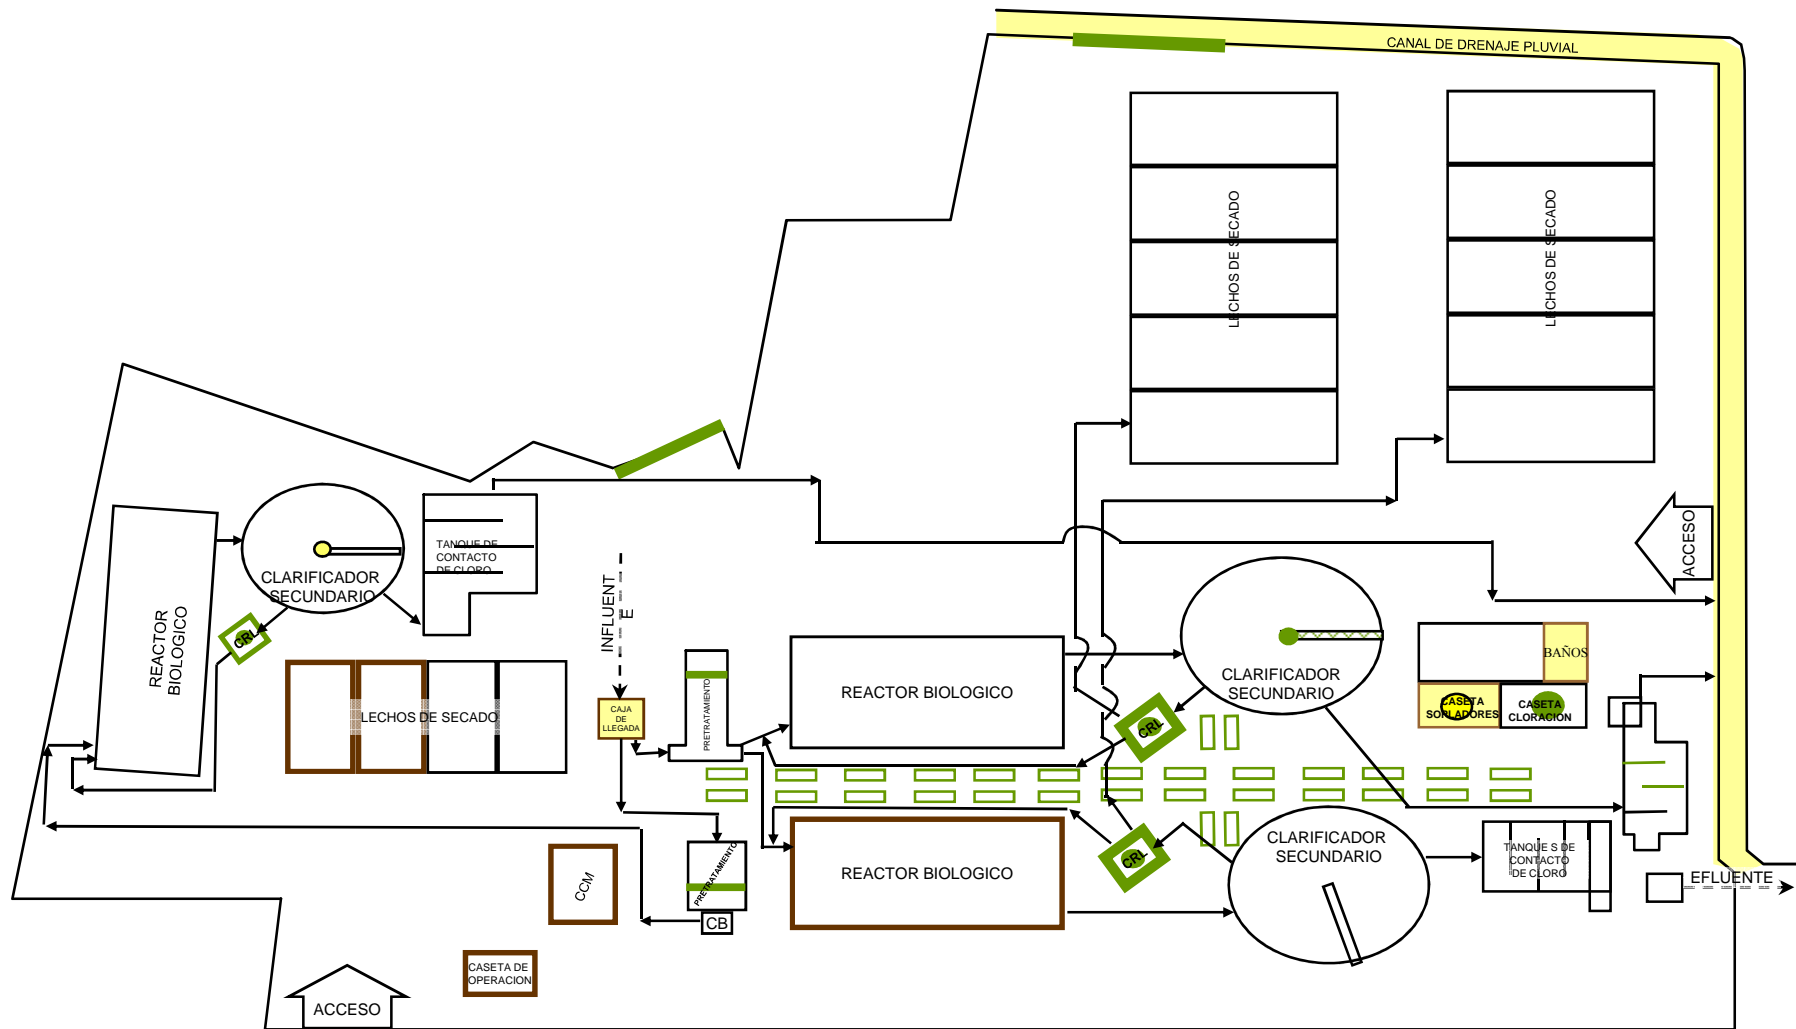 CANAL DE DRENAJE PLUVIAL
LECHOS DE SECADO
LECHOS DE SECADO
ACCESO
TANQUE DE
CONTACTO
DE CLORO
CLARIFICADOR
SECUNDARIO
REACTOR
BIOLOGICO
CRL
INFLUENT
E
LECHOS DE SECADO
CAJA
DE
LLEGADA
PRETRATAMIENTO
REACTOR BIOLOGICO
CLARIFICADOR
SECUNDARIO
CRL
BAÑOS
CASETA
SOPLADORES
CASETA
CLORACION
PRETRATAMIENTO
CB
CCM
REACTOR BIOLOGICO
CRL
CLARIFICADOR
SECUNDARIO
TANQUE S DE
CONTACTO
DE CLORO
EFLUENTE
CASETA DE
OPERACION
ACCESO